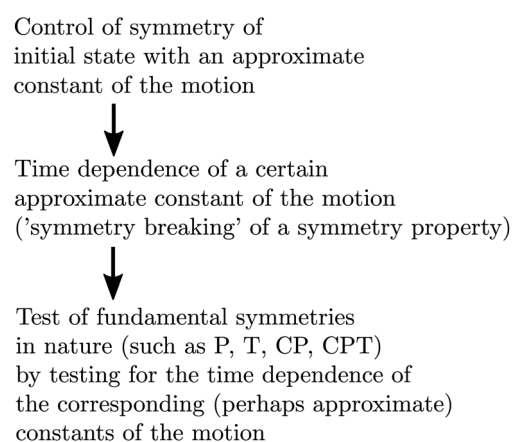 Control of symmetry of
initial state with an approximate
constant of the motion
Time dependence of a certain
approximate constant of the motion
('symmetry breaking' of a symmetry property)
Test of fundamental symmetries
in nature (such as P, T, CP, CPT)
by testing for the time dependence of
the corresponding (perhaps approximate)
constants of the motion